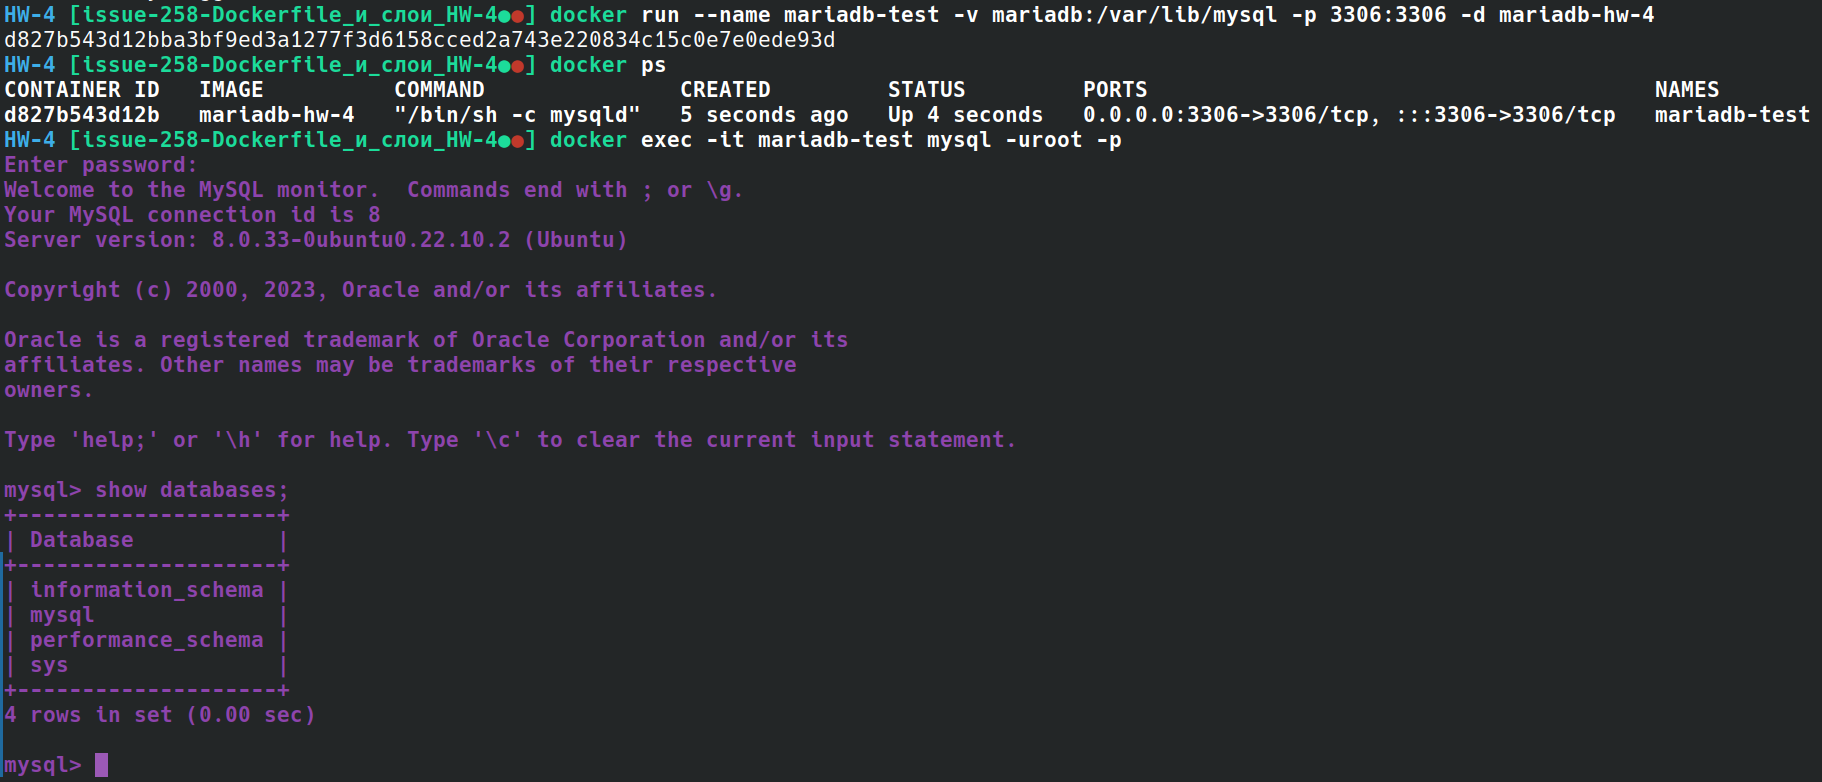 HW-4 [issue-258-Dockerfile_и_слои_HW-4●●] docker run --name mariadb-test -v mariadb:/var/lib/mysql -p 3306:3306 -d mariadb-hw-4
d827b543d12bba3bf9ed3a1277f3d6158cced2a743e220834c15c0e7e0ede93d
HW-4 [issue-258-Dockerfile_и_слои_HW-4●●] docker ps
CONTAINER ID   IMAGE          COMMAND               CREATED         STATUS         PORTS                                       NAMES
d827b543d12b   mariadb-hw-4   "/bin/sh -c mysqld"   5 seconds ago   Up 4 seconds   0.0.0.0:3306->3306/tcp, :::3306->3306/tcp   mariadb-test
HW-4 [issue-258-Dockerfile_и_слои_HW-4●●] docker exec -it mariadb-test mysql -uroot -p
Enter password:
Welcome to the MySQL monitor.  Commands end with ; or \g.
Your MySQL connection id is 8
Server version: 8.0.33-0ubuntu0.22.10.2 (Ubuntu)
Copyright (c) 2000, 2023, Oracle and/or its affiliates.
Oracle is a registered trademark of Oracle Corporation and/or its
affiliates. Other names may be trademarks of their respective
owners.
Type 'help;' or '\h' for help. Type '\c' to clear the current input statement.
mysql> show databases;
+--------------------+
| Database           |
+--------------------+
| information_schema |
| mysql              |
| performance_schema |
| sys                |
+--------------------+
4 rows in set (0.00 sec)
mysql>